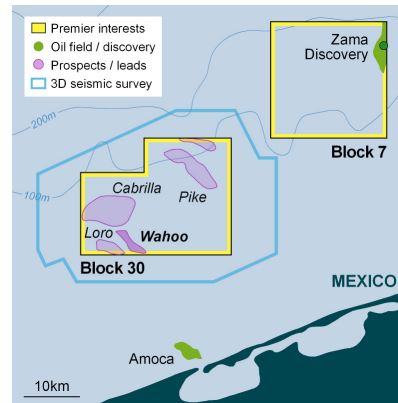 Premier interests
Oil field / discovery
Prospects / leads
3D seismic survey
Zama
Discovery
Block 7
200m
100m
Cabrilla
Pike
Loro
Wahoo
Block 30
MEXICO
Amoca
10km